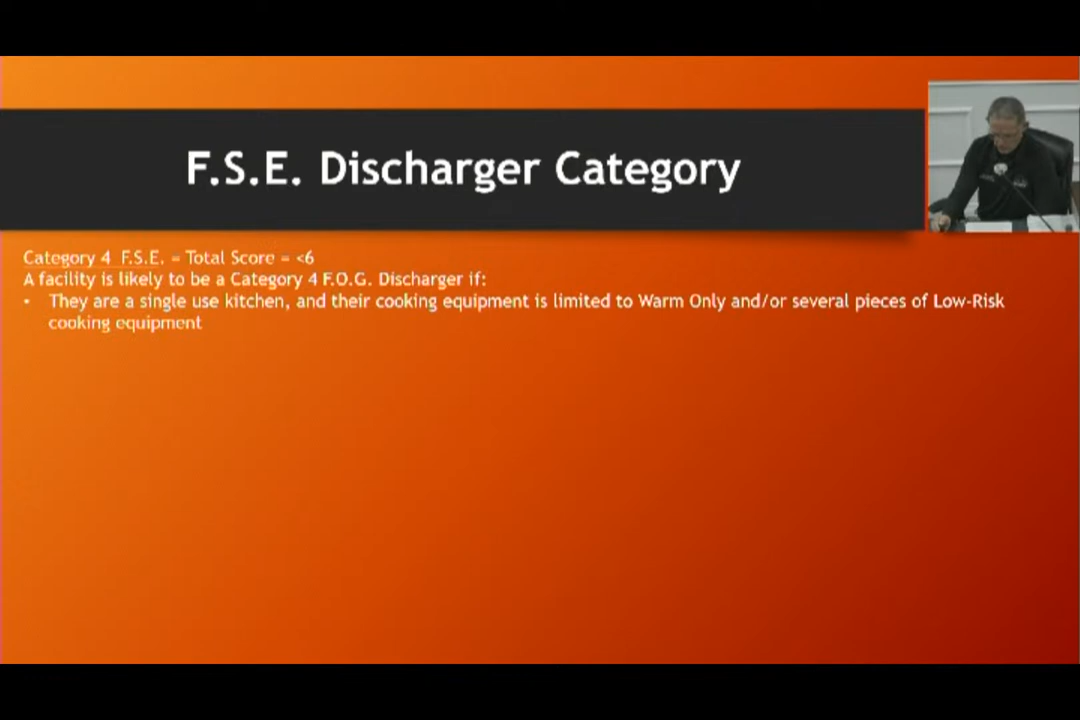 F.S.E. Discharger Category
Category 4 F.S.E. = Total Score = <6
A facility is likely to be a Category 4 F.O.G. Discharger if:
• They are a single use kitchen, and their cooking equipment is limited to Warm Only and/or several pieces of Low-Risk
cooking equipment